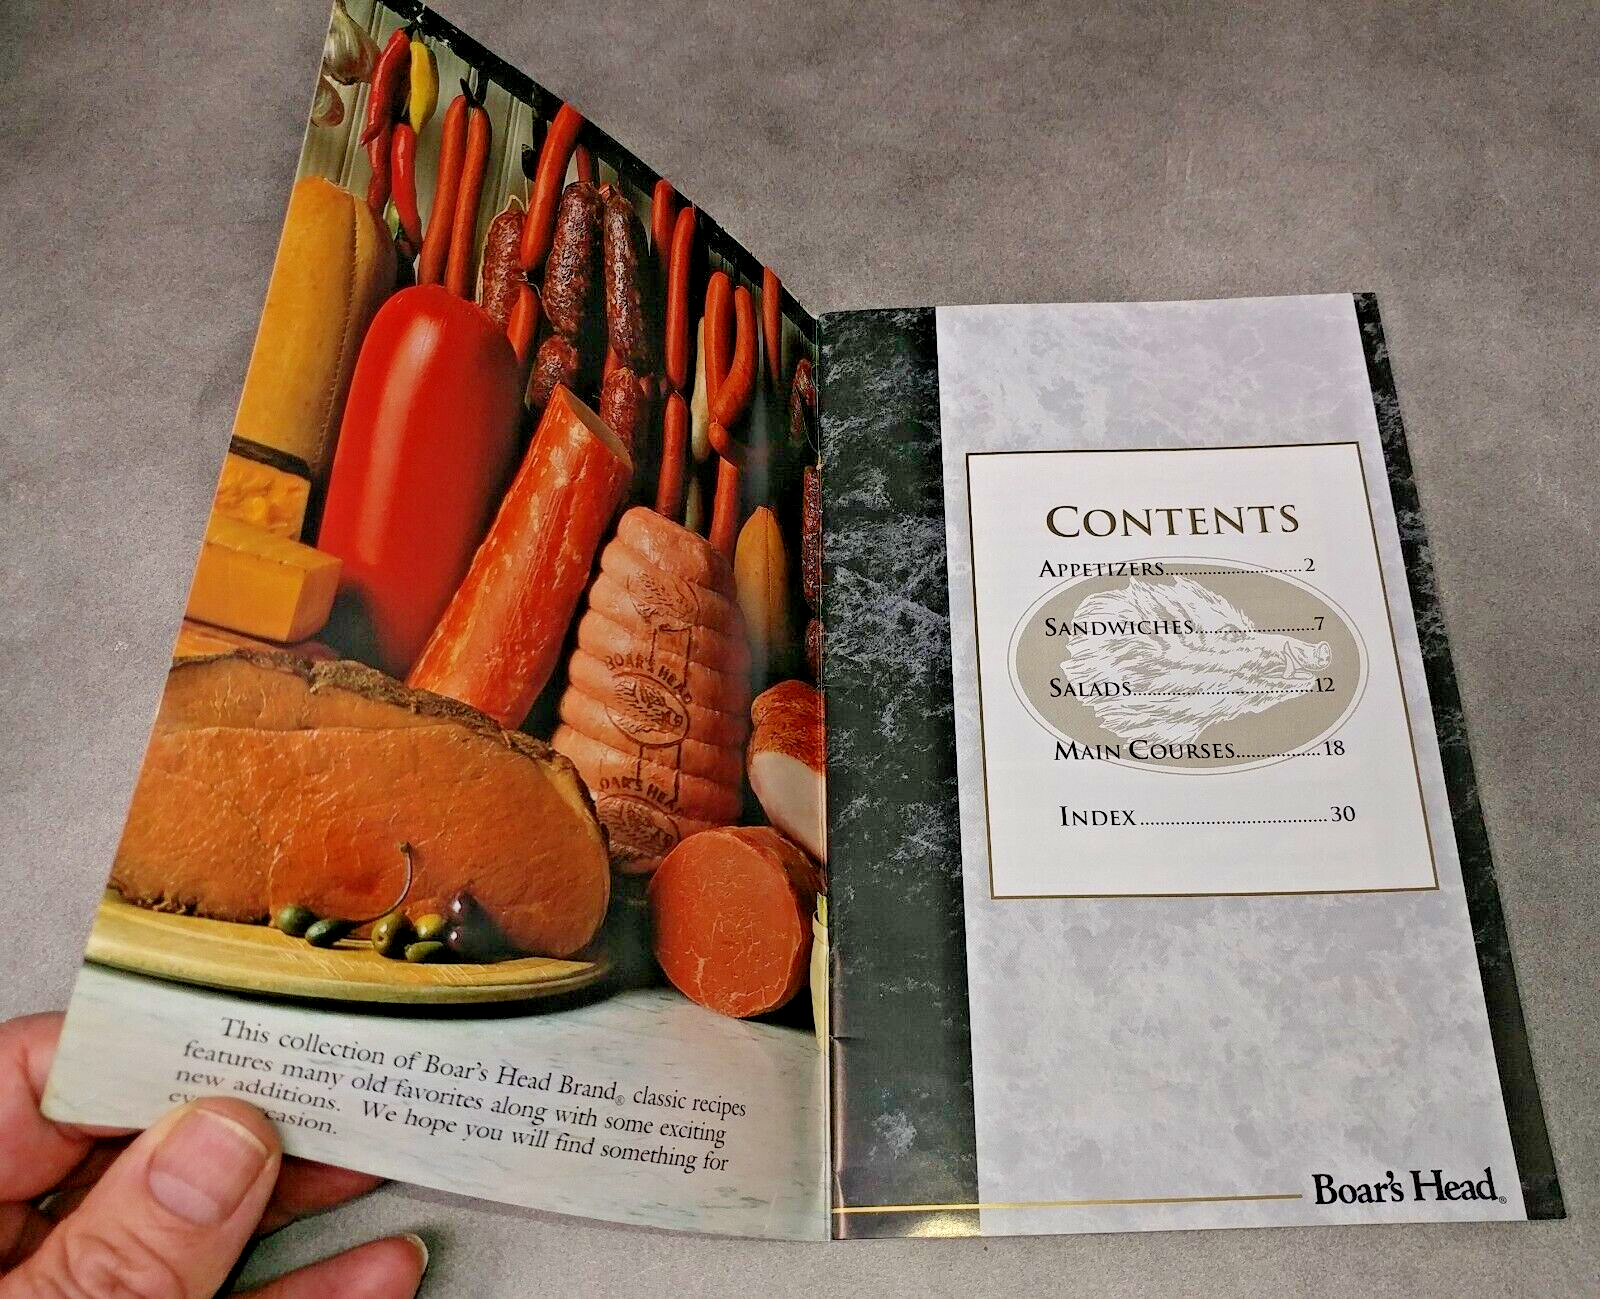 This collection of Boar's Head Brand® classic recipes
features many old favorites along with some exciting
new additions. We hope you will find something for
BOAR'S HEAD
CONTENTS
APPETIZERS..............................2
SANDWICHES..........................7
SALADS........................................12
MAIN COURSES.................18
INDEX.....................................30
Boar's Head®